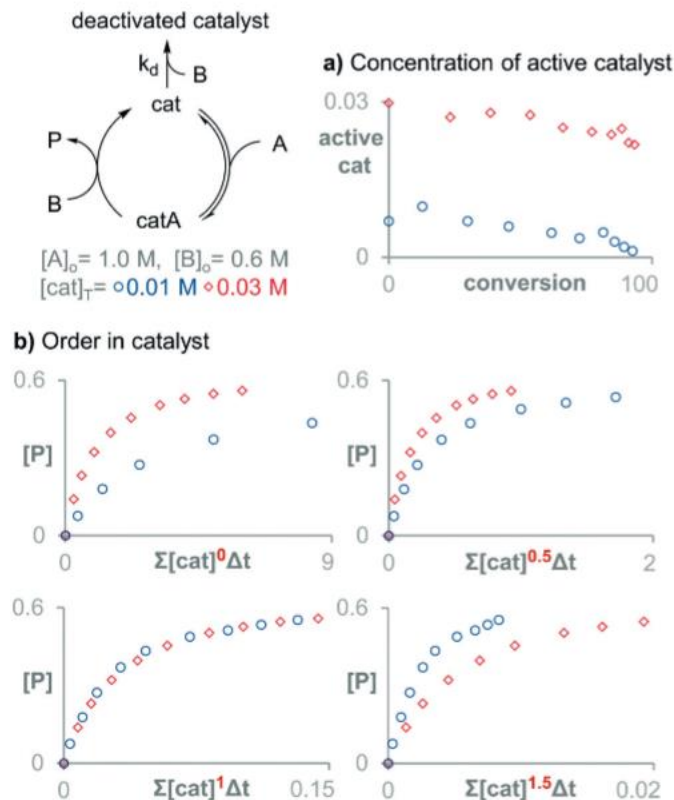 deactivated catalyst
k_d
B
cat
P
A
B
catA
[A]ₒ= 1.0 M, [B]ₒ= 0.6 M
[cat]_T= ○0.01 M ◇0.03 M
a) Concentration of active catalyst
0.03
active
cat
0
0
conversion
100
b) Order in catalyst
0.6
[P]
0
0
Σ[cat]⁰Δt
9
0.6
[P]
0
0
Σ[cat]^0.5Δt
2
0.6
[P]
0
0
Σ[cat]¹Δt
0.15
0.6
[P]
0
0
Σ[cat]^1.5Δt
0.02